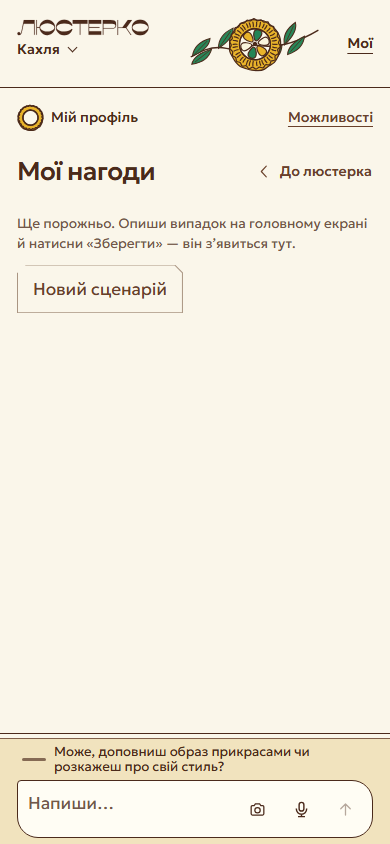 ЛЮСТЕРКО
Кахля
Мої
Мій профіль
Можливості
Мої нагоди
До люстерка
Ще порожньо. Опиши випадок на головному екрані
й натисни «Зберегти» — він з’явиться тут.
Новий сценарій
Може, доповниш образ прикрасами чи
розкажеш про свій стиль?
Напиши…